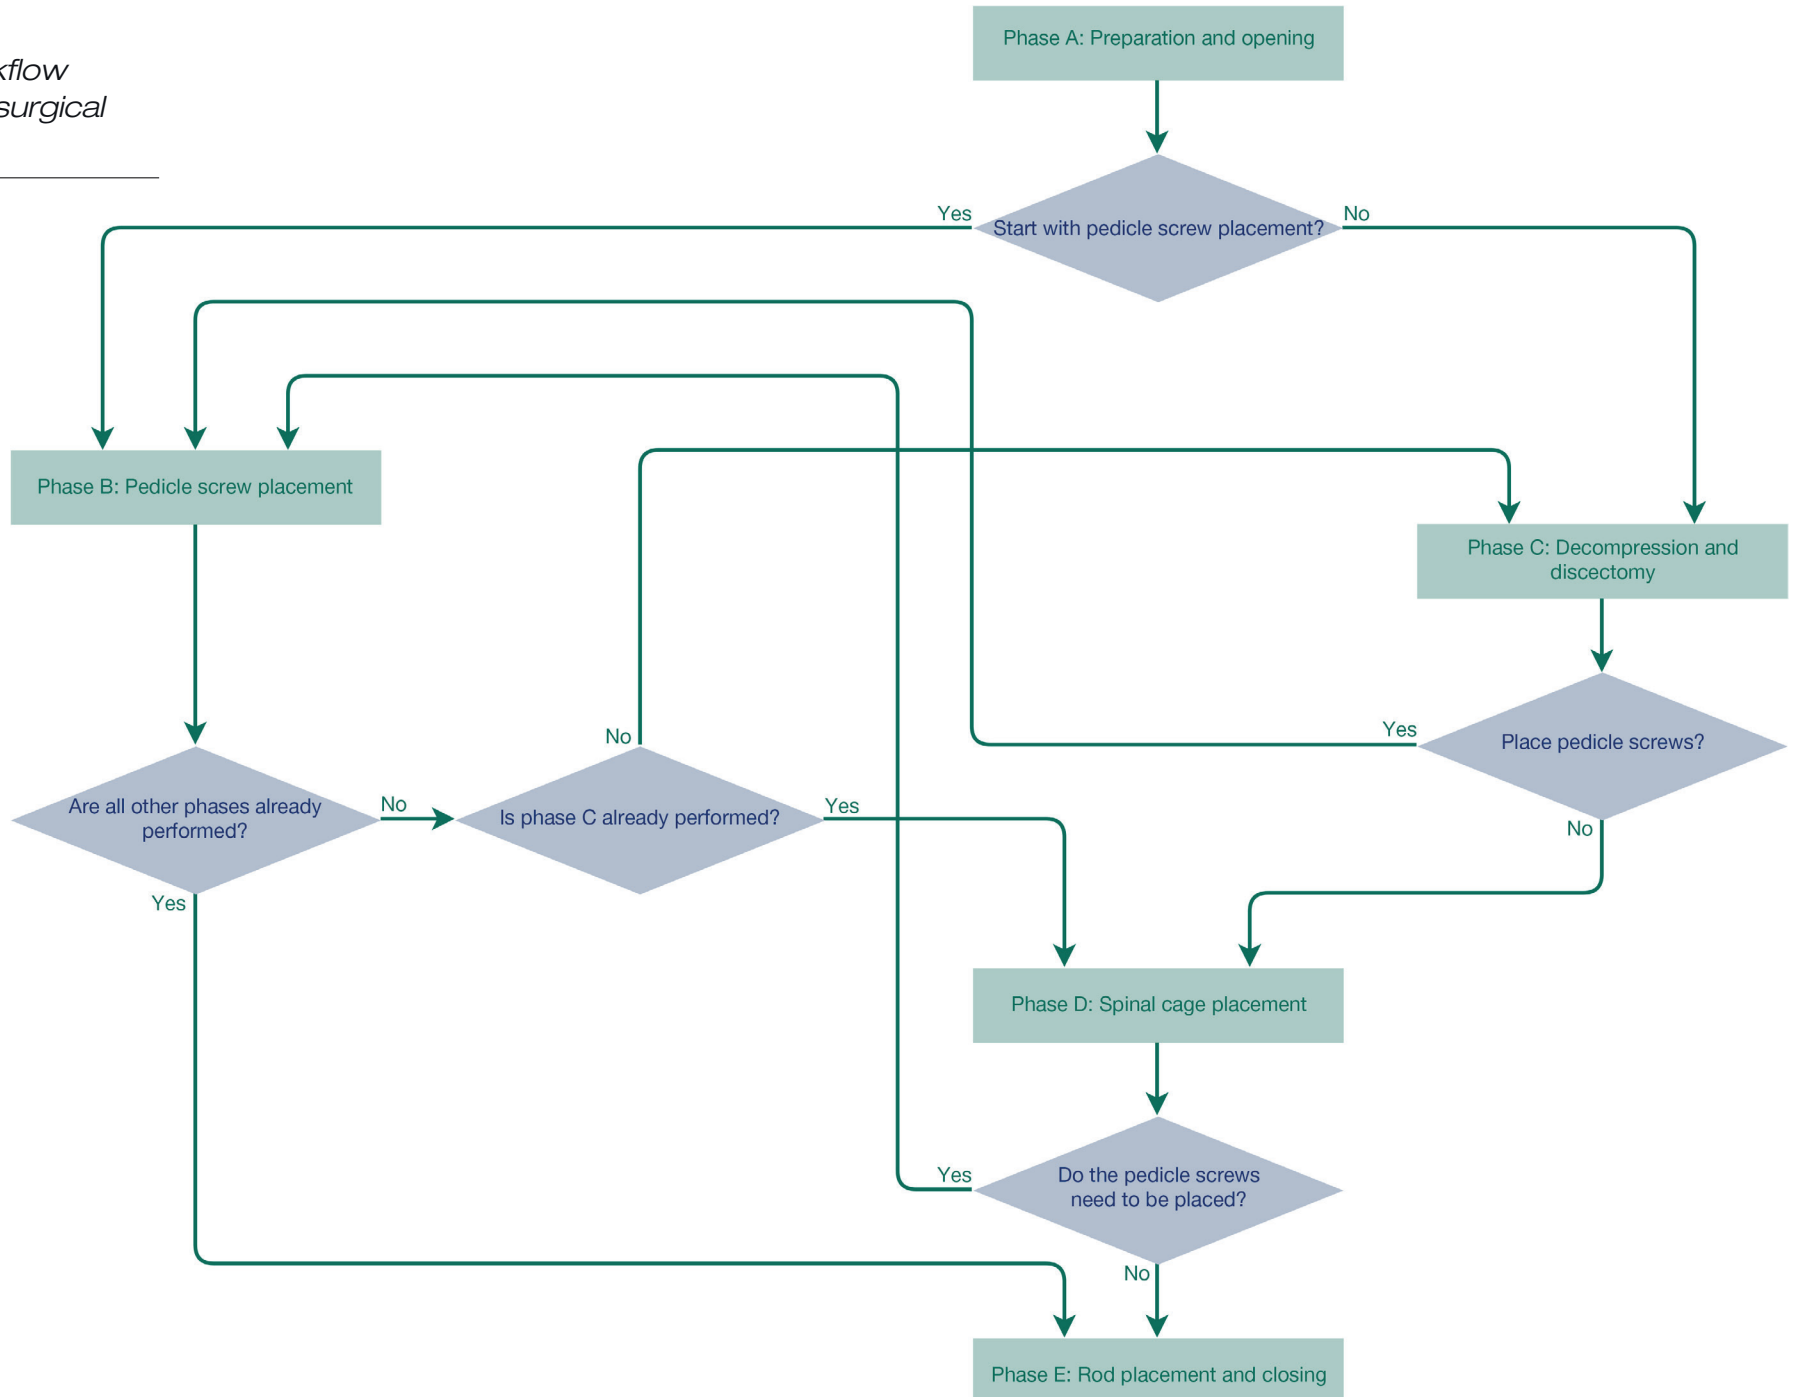 surgical
Phase A: Preparation and opening
Start with pedicle screw placement?
Yes
No
Phase B: Pedicle screw placement
Phase C: Decompression and
discectomy
Place pedicle screws?
Yes
No
Are all other phases already
performed?
No
Yes
Is phase C already performed?
No
Yes
Phase D: Spinal cage placement
Do the pedicle screws
need to be placed?
Yes
No
Phase E: Rod placement and closing